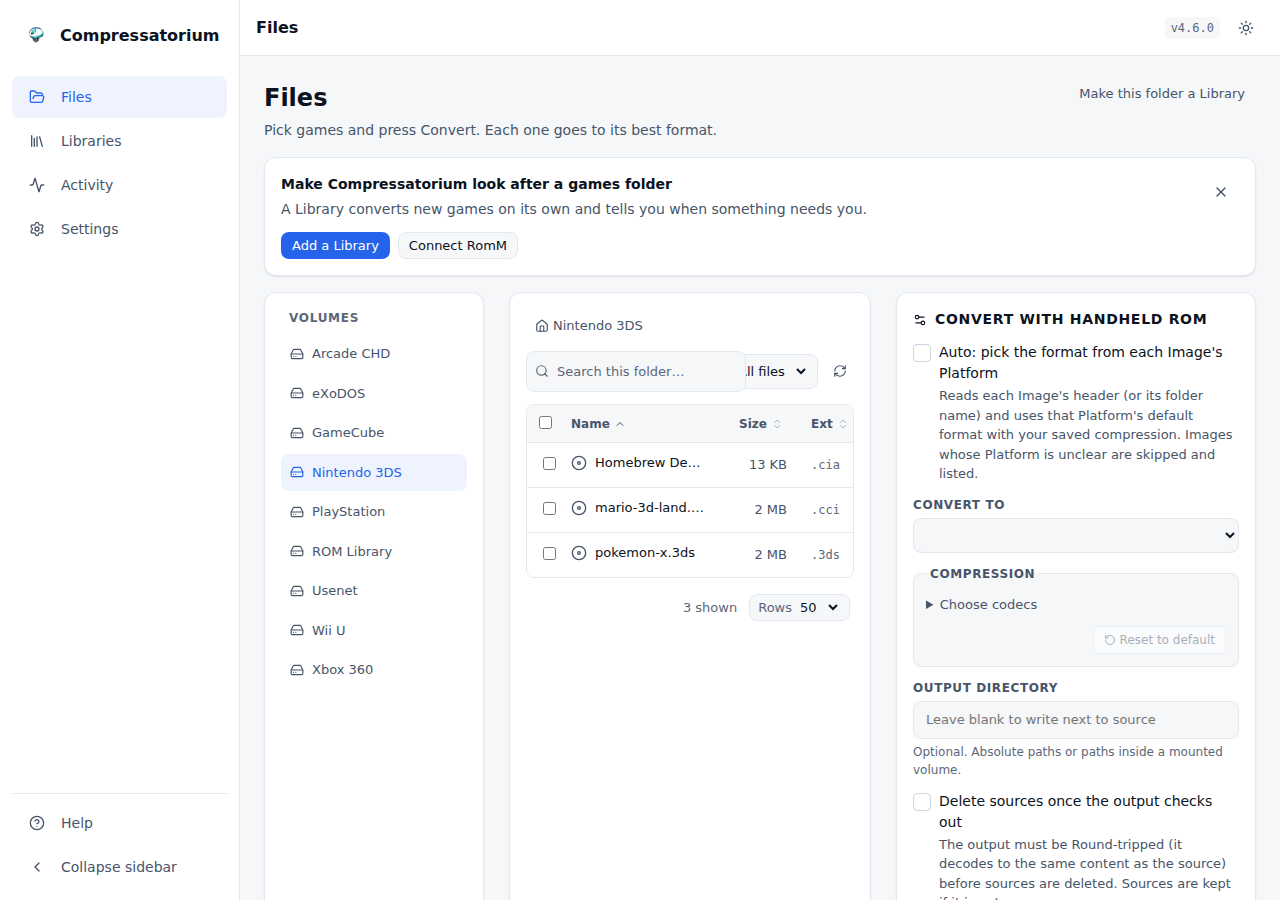 Compressatorium
Files
Libraries
Activity
Settings
Help
Collapse sidebar
Files
v4.6.0
Files
Make this folder a Library
Pick games and press Convert. Each one goes to its best format.
Make Compressatorium look after a games folder
A Library converts new games on its own and tells you when something needs you.
Add a Library
Connect RomM
VOLUMES
Arcade CHD
eXoDOS
GameCube
Nintendo 3DS
PlayStation
ROM Library
Usenet
Wii U
Xbox 360
Nintendo 3DS
Search this folder…
ll files
Name
Size
Ext
Homebrew De…
13 KB
.cia
mario-3d-land.…
2 MB
.cci
pokemon-x.3ds
2 MB
.3ds
3 shown
Rows 50
CONVERT WITH HANDHELD ROM
Auto: pick the format from each Image's
Platform
Reads each Image's header (or its folder
name) and uses that Platform's default
format with your saved compression. Images
whose Platform is unclear are skipped and
listed.
CONVERT TO
COMPRESSION
Choose codecs
Reset to default
OUTPUT DIRECTORY
Leave blank to write next to source
Optional. Absolute paths or paths inside a mounted
volume.
Delete sources once the output checks
out
The output must be Round-tripped (it
decodes to the same content as the source)
before sources are deleted. Sources are kept